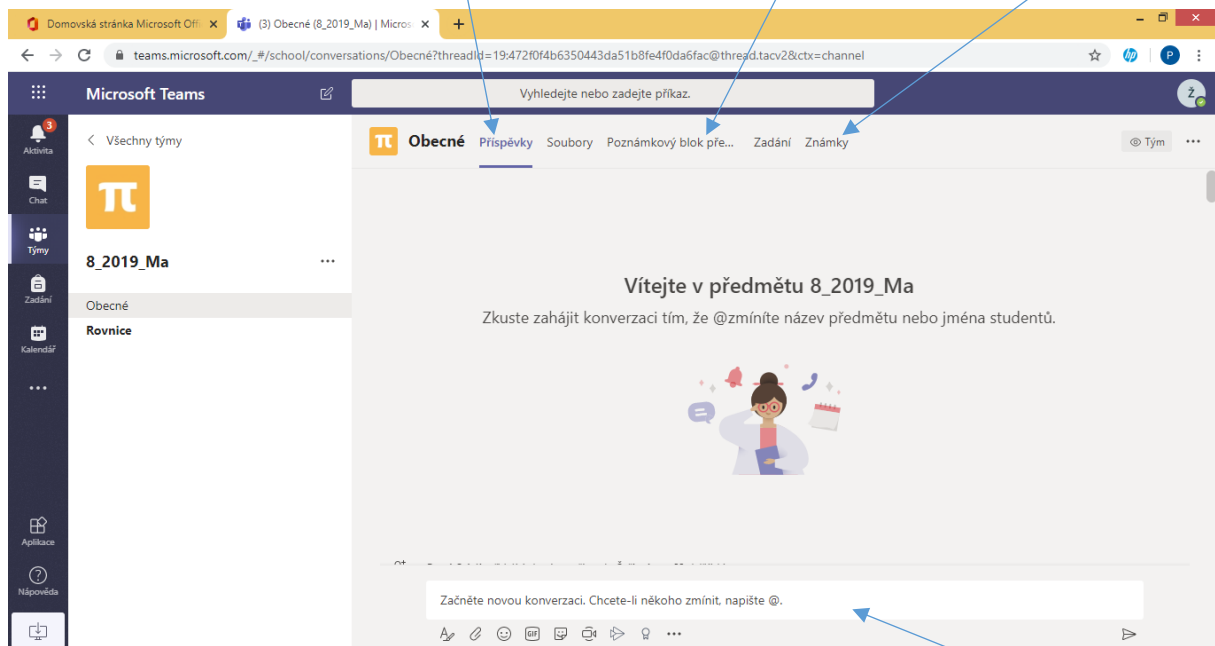 Domovská stránka Microsoft Offi
(3) Obecné (8_2019_Ma) | Micros
teams.microsoft.com/_#/school/conversations/Obecné?threadId=19:472f0f4b6350443da51b8fe4f0da6fac@thread.tacv2&ctx=channel
P
Microsoft Teams
Vyhledejte nebo zadejte příkaz.
Ž
3
Aktivita
Chat
Týmy
Zadání
Kalendář
Aplikace
Nápověda
Všechny týmy
π
8_2019_Ma
Obecné
Rovnice
π Obecné Příspěvky Soubory Poznámkový blok pře... Zadání Známky
Tým
Vítejte v předmětu 8_2019_Ma
Zkuste zahájit konverzaci tím, že @zmíníte název předmětu nebo jména studentů.
Začněte novou konverzaci. Chcete-li někoho zmínit, napište @.
GIF